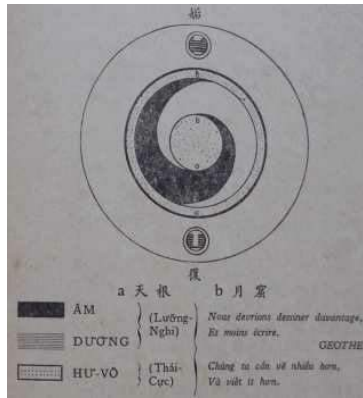 姤
b
a
復
a 天根 b 月窟
ÂM
DƯƠNG
(Lưỡng-
Nghi)
HƯ-VÔ
(Thái-
Cực)
Nous devrions dessiner davantage,
Et moins écrire.
GEOTHE
Chúng ta cần vẽ nhiều hơn,
Và viết ít hơn.